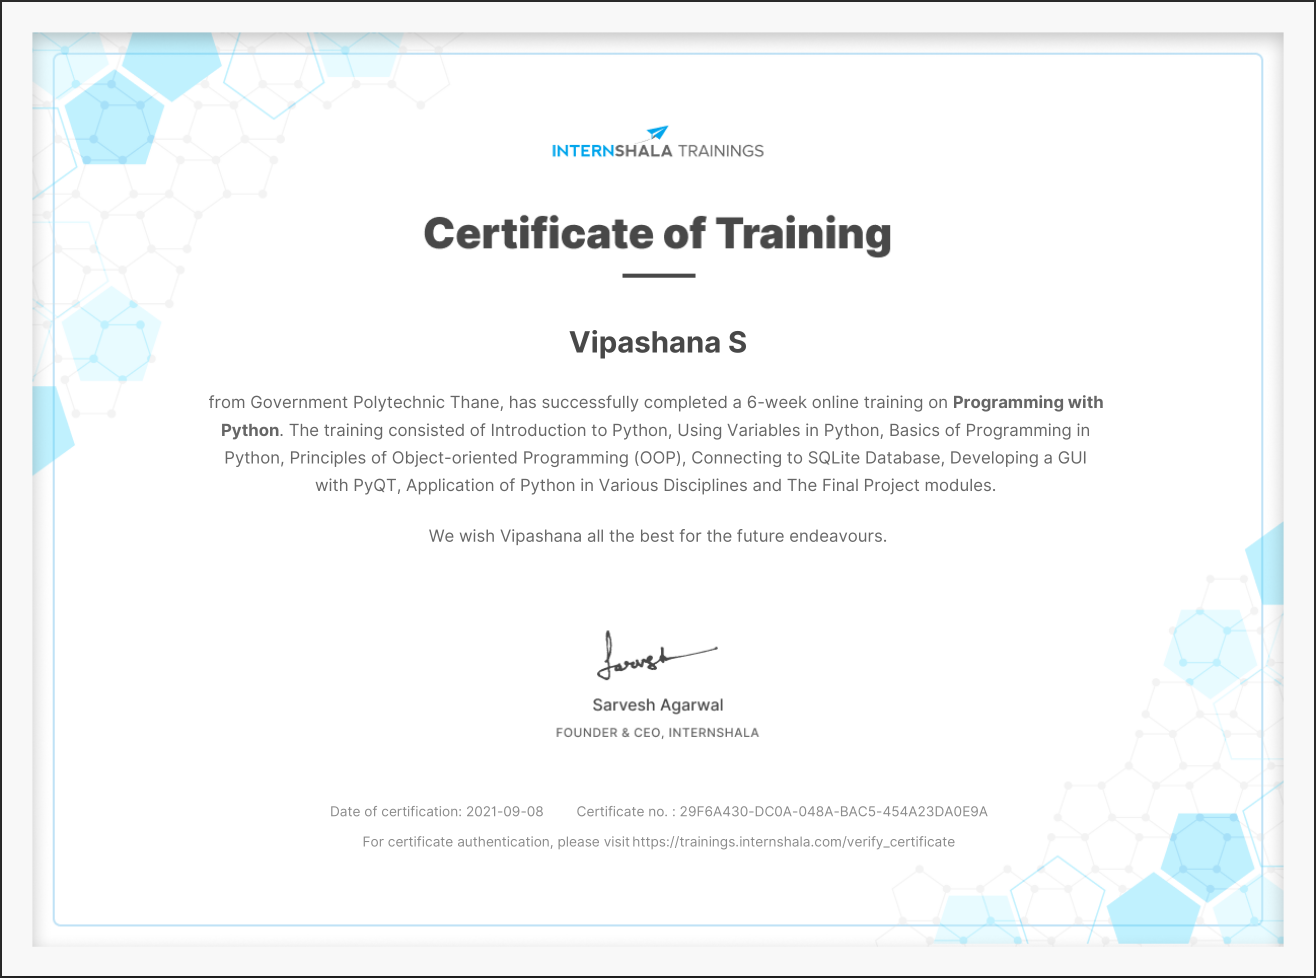 INTERNSHALA TRAININGS
Certificate of Training
Vipashana S
from Government Polytechnic Thane, has successfully completed a 6-week online training on Programming with
Python. The training consisted of Introduction to Python, Using Variables in Python, Basics of Programming in
Python, Principles of Object-oriented Programming (OOP), Connecting to SQLite Database, Developing a GUI
with PyQT, Application of Python in Various Disciplines and The Final Project modules.
We wish Vipashana all the best for the future endeavours.
Sarvesh
Sarvesh Agarwal
FOUNDER & CEO, INTERNSHALA
Date of certification: 2021-09-08 Certificate no. : 29F6A430-DC0A-048A-BAC5-454A23DA0E9A
For certificate authentication, please visit https://trainings.internshala.com/verify_certificate